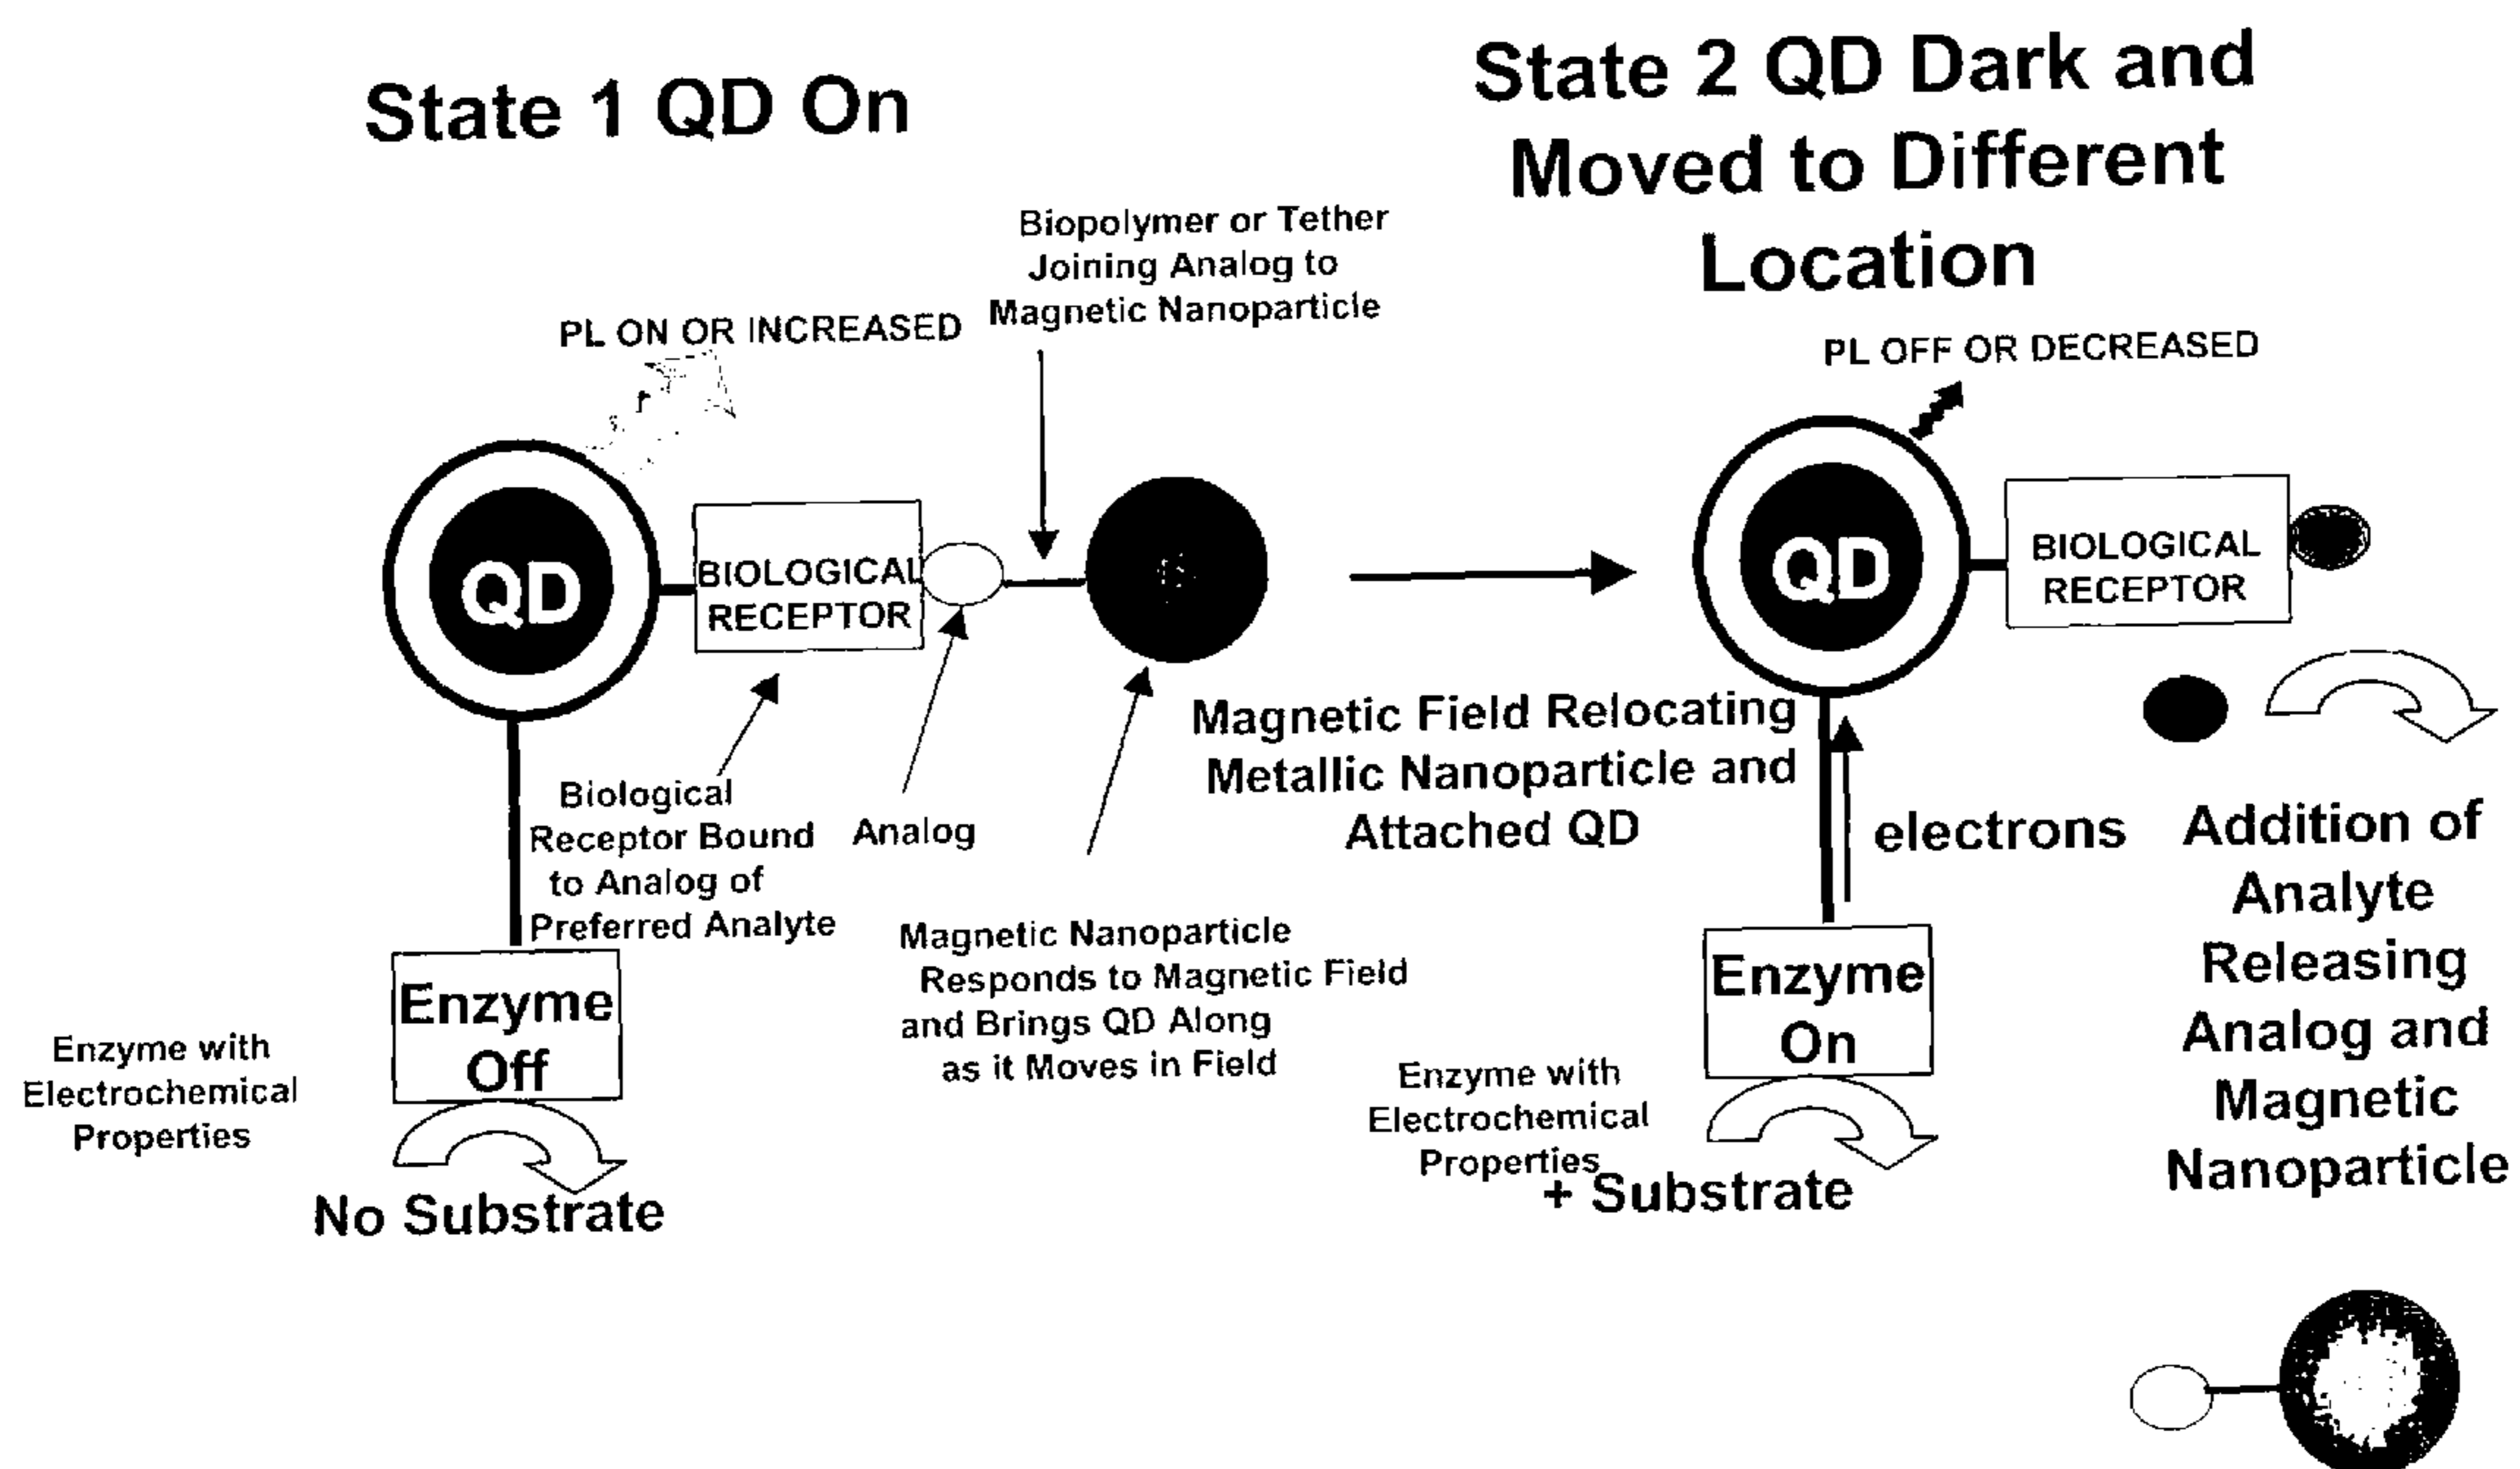 State 1 QD On
State 2 QD Dark and
Moved to Different
Location
Biopolymer or Tether
Joining Analog to
Magnetic Nanoparticle
PL ON OR INCREASED
PL OFF OR DECREASED
QD
BIOLOGICAL
RECEPTOR
QD
BIOLOGICAL
RECEPTOR
Magnetic Field Relocating
Metallic Nanoparticle and
Attached QD
Biological
Receptor Bound
to Analog of
Preferred Analyte
Analog
electrons
Addition of
Analyte
Releasing
Analog and
Magnetic
Nanoparticle
Magnetic Nanoparticle
Responds to Magnetic Field
and Brings QD Along
as it Moves in Field
Enzyme
Off
Enzyme
On
Enzyme with
Electrochemical
Properties
Enzyme with
Electrochemical
Properties
No Substrate
+ Substrate